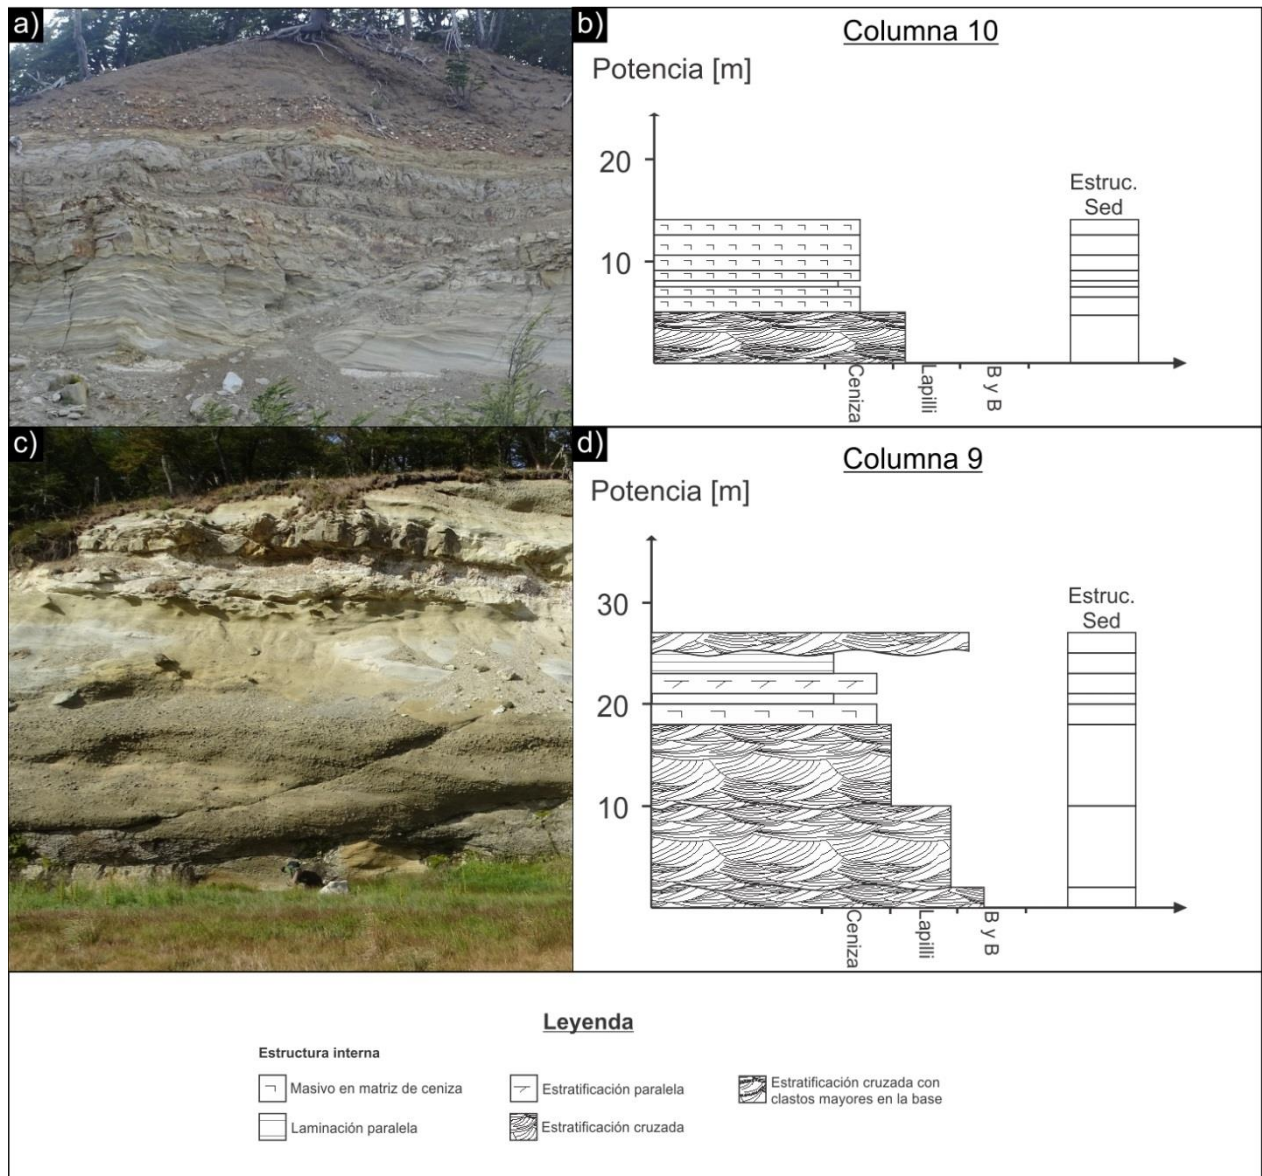 a)
b)
Columna 10
Potencia [m]
20
10
Estruc.
Sed
Ceniza
Lapilli
B y B
c)
d)
Columna 9
Potencia [m]
30
20
10
Estruc.
Sed
Ceniza
Lapilli
B y B
Leyenda
Estructura interna
Masivo en matriz de ceniza
Estratificación paralela
Estratificación cruzada con
clastos mayores en la base
Laminación paralela
Estratificación cruzada